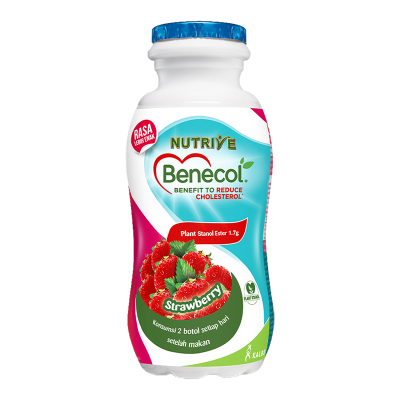 RASA
LEBIH ENAK
NUTRIVE
Benecol
BENEFIT TO REDUCE
CHOLESTEROL*
Plant Stanol Ester 1.7g
Strawberry
Konsumsi 2 botol setiap hari
setelah makan
KALBE